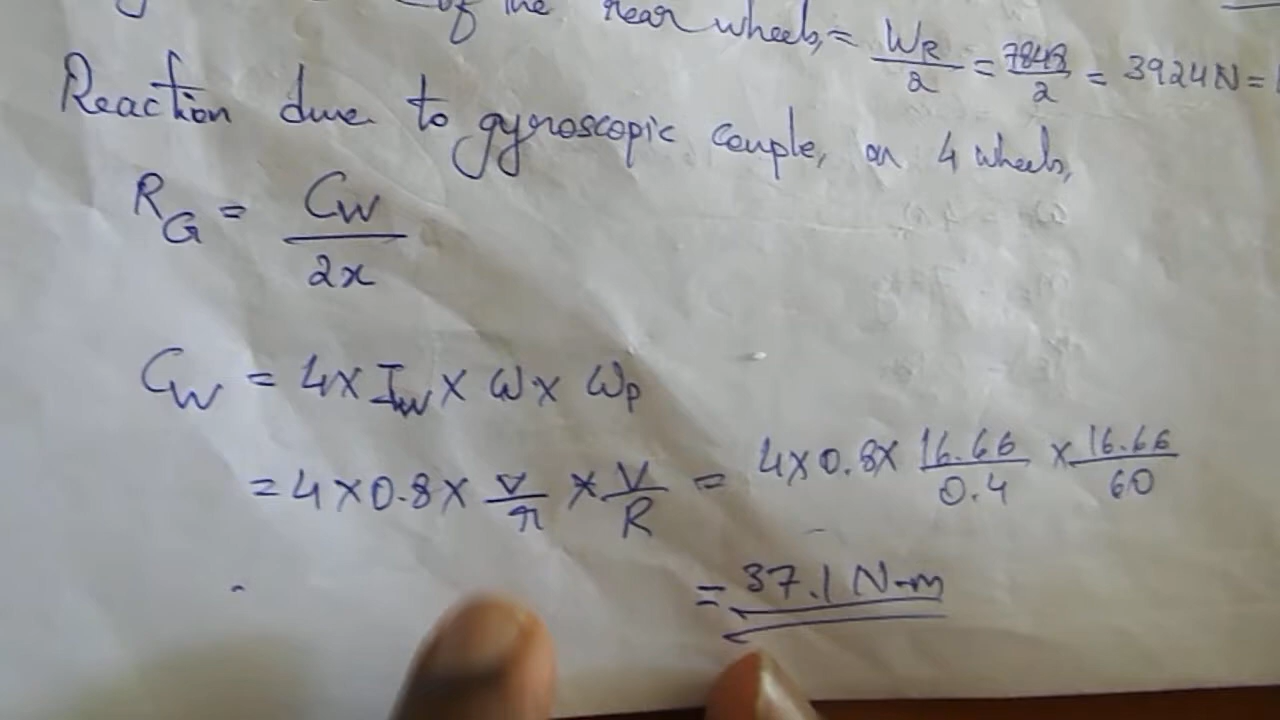 of the rear wheels, = W_R/2 = 7848/2 = 3924 N =
Reaction due to gyroscopic couple, on 4 wheels,
R_G = C_W/2x
C_W = 4 × I_W × ω × ω_P
= 4 × 0.8 × v/r × V/R = 4 × 0.8 × 16.66/0.4 × 16.66/60
= 37.1 N-m